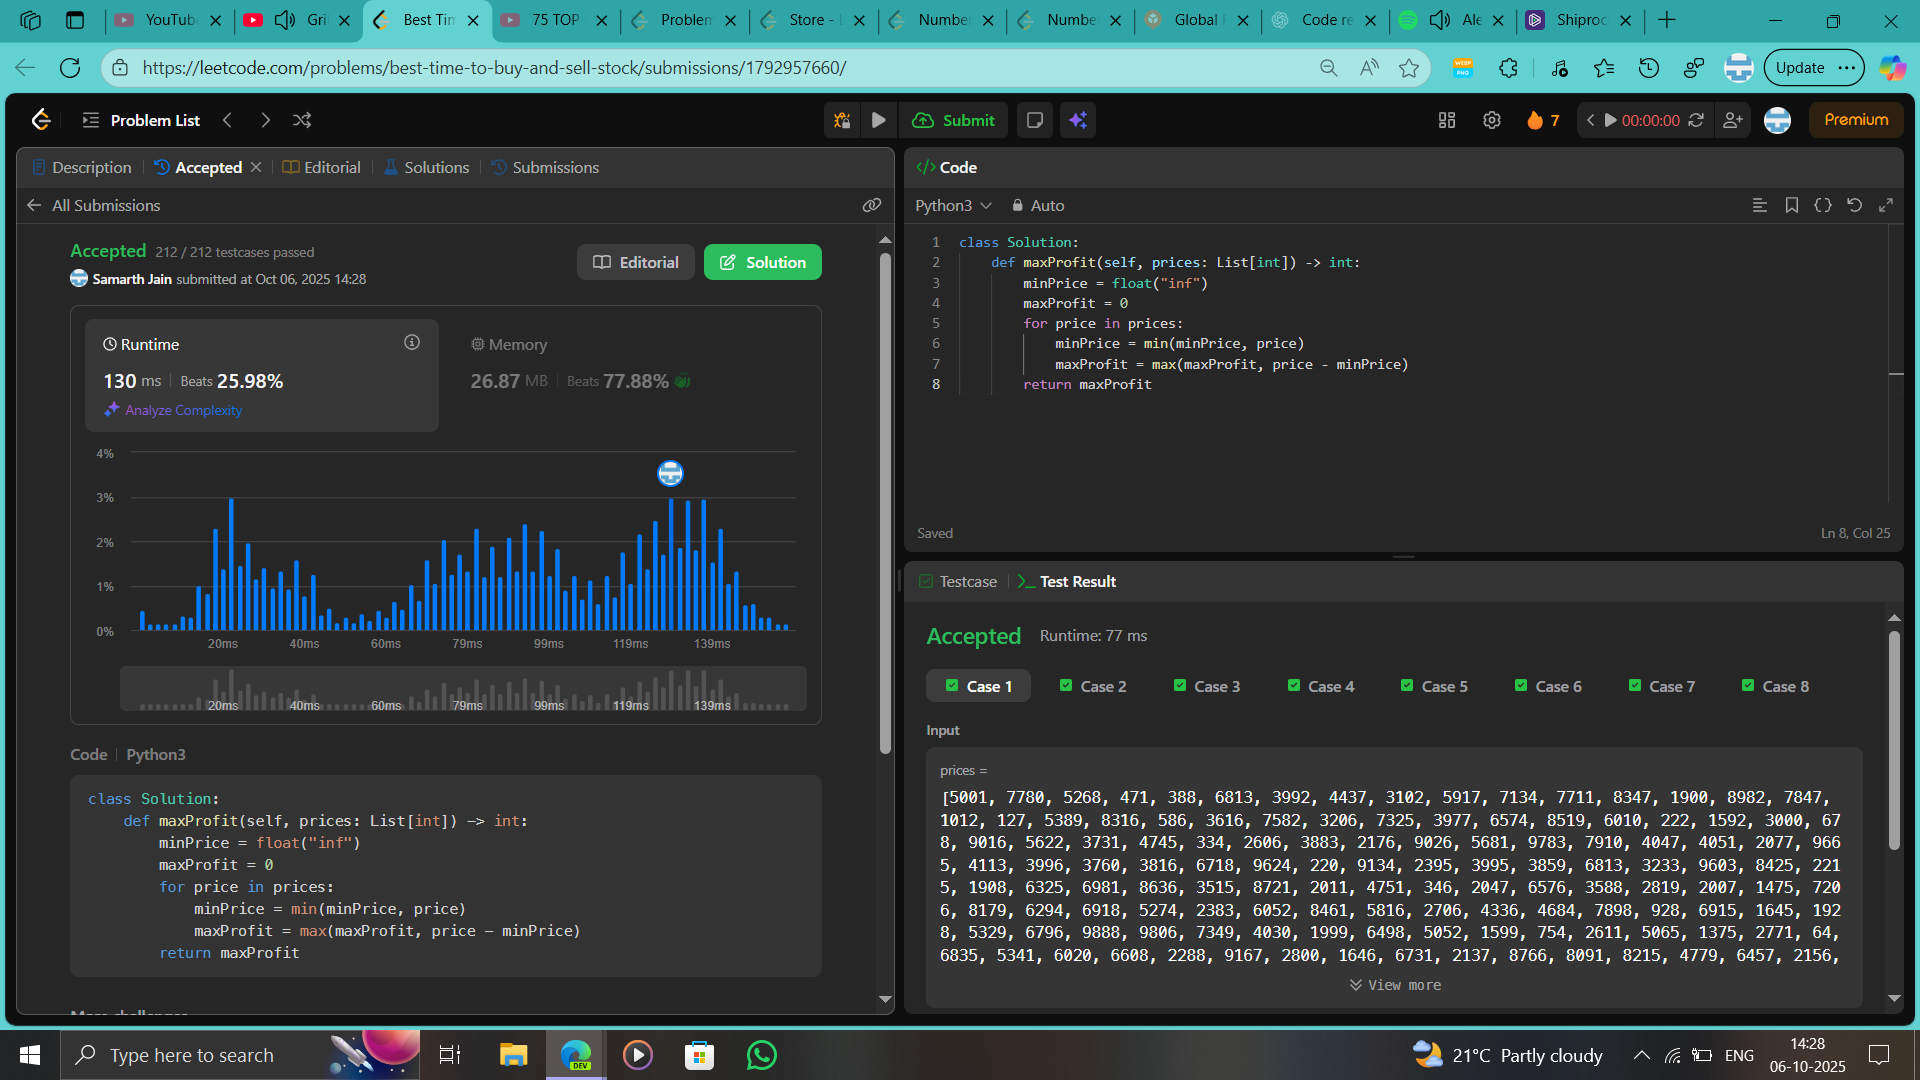 YouTube
Gri
Best Tim
75 TOP
Problem
Store - L
Number
Number
Global
Code re
Ale
Shiproc
https://leetcode.com/problems/best-time-to-buy-and-sell-stock/submissions/1792957660/
WEBP
PNG
Update
Problem List
Submit
7
00:00:00
Premium
Description
Accepted
Editorial
Solutions
Submissions
All Submissions
Accepted 212 / 212 testcases passed
Samarth Jain submitted at Oct 06, 2025 14:28
Editorial
Solution
Runtime
130 ms | Beats 25.98%
Analyze Complexity
Memory
26.87 MB | Beats 77.88%
4%
3%
2%
1%
0%
20ms 40ms 60ms 79ms 99ms 119ms 139ms
20ms 40ms 60ms 79ms 99ms 119ms 139ms
Code | Python3
class Solution:
    def maxProfit(self, prices: List[int]) -> int:
        minPrice = float("inf")
        maxProfit = 0
        for price in prices:
            minPrice = min(minPrice, price)
            maxProfit = max(maxProfit, price - minPrice)
        return maxProfit
More challenges
</> Code
Python3
Auto
1 class Solution:
2     def maxProfit(self, prices: List[int]) -> int:
3         minPrice = float("inf")
4         maxProfit = 0
5         for price in prices:
6             minPrice = min(minPrice, price)
7             maxProfit = max(maxProfit, price - minPrice)
8         return maxProfit
Saved
Ln 8, Col 25
Testcase
Test Result
Accepted Runtime: 77 ms
Case 1
Case 2
Case 3
Case 4
Case 5
Case 6
Case 7
Case 8
Input
prices =
[5001, 7780, 5268, 471, 388, 6813, 3992, 4437, 3102, 5917, 7134, 7711, 8347, 1900, 8982, 7847,
1012, 127, 5389, 8316, 586, 3616, 7582, 3206, 7325, 3977, 6574, 8519, 6010, 222, 1592, 3000, 67
8, 9016, 5622, 3731, 4745, 334, 2606, 3883, 2176, 9026, 5681, 9783, 7910, 4047, 4051, 2077, 966
5, 4113, 3996, 3760, 3816, 6718, 9624, 220, 9134, 2395, 3995, 3859, 6813, 3233, 9603, 8425, 221
5, 1908, 6325, 6981, 8636, 3515, 8721, 2011, 4751, 346, 2047, 6576, 3588, 2819, 2007, 1475, 720
6, 8179, 6294, 6918, 5274, 2383, 6052, 8461, 5816, 2706, 4336, 4684, 7898, 928, 6915, 1645, 192
8, 5329, 6796, 9888, 9806, 7349, 4030, 1999, 6498, 5052, 1599, 754, 2611, 5065, 1375, 2771, 64,
6835, 5341, 6020, 6608, 2288, 9167, 2800, 1646, 6731, 2137, 8766, 8091, 8215, 4779, 6457, 2156,
View more
Type here to search
DEV
21°C Partly cloudy
ENG
14:28
06-10-2025